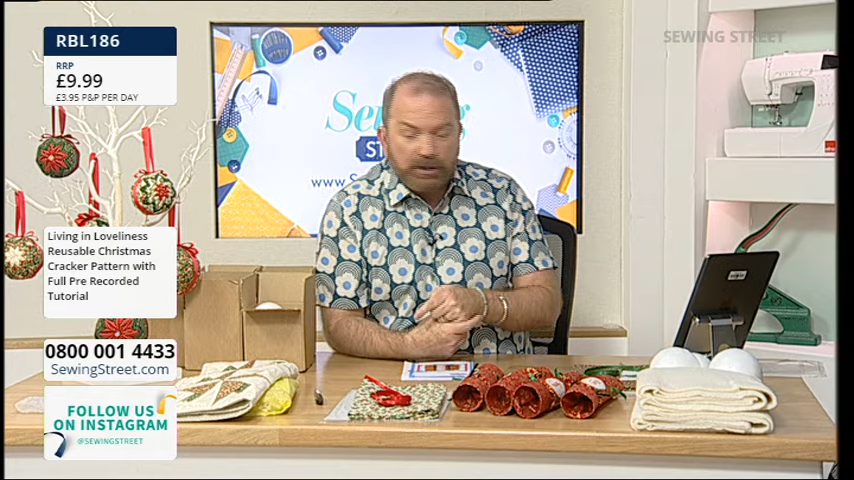 RBL186
RRP
£9.99
£3.95 P&P PER DAY
SEWING STREET
Living in Loveliness
Reusable Christmas
Cracker Pattern with
Full Pre Recorded
Tutorial
0800 001 4433
SewingStreet.com
FOLLOW US
ON INSTAGRAM
@SEWINGSTREET
www.S